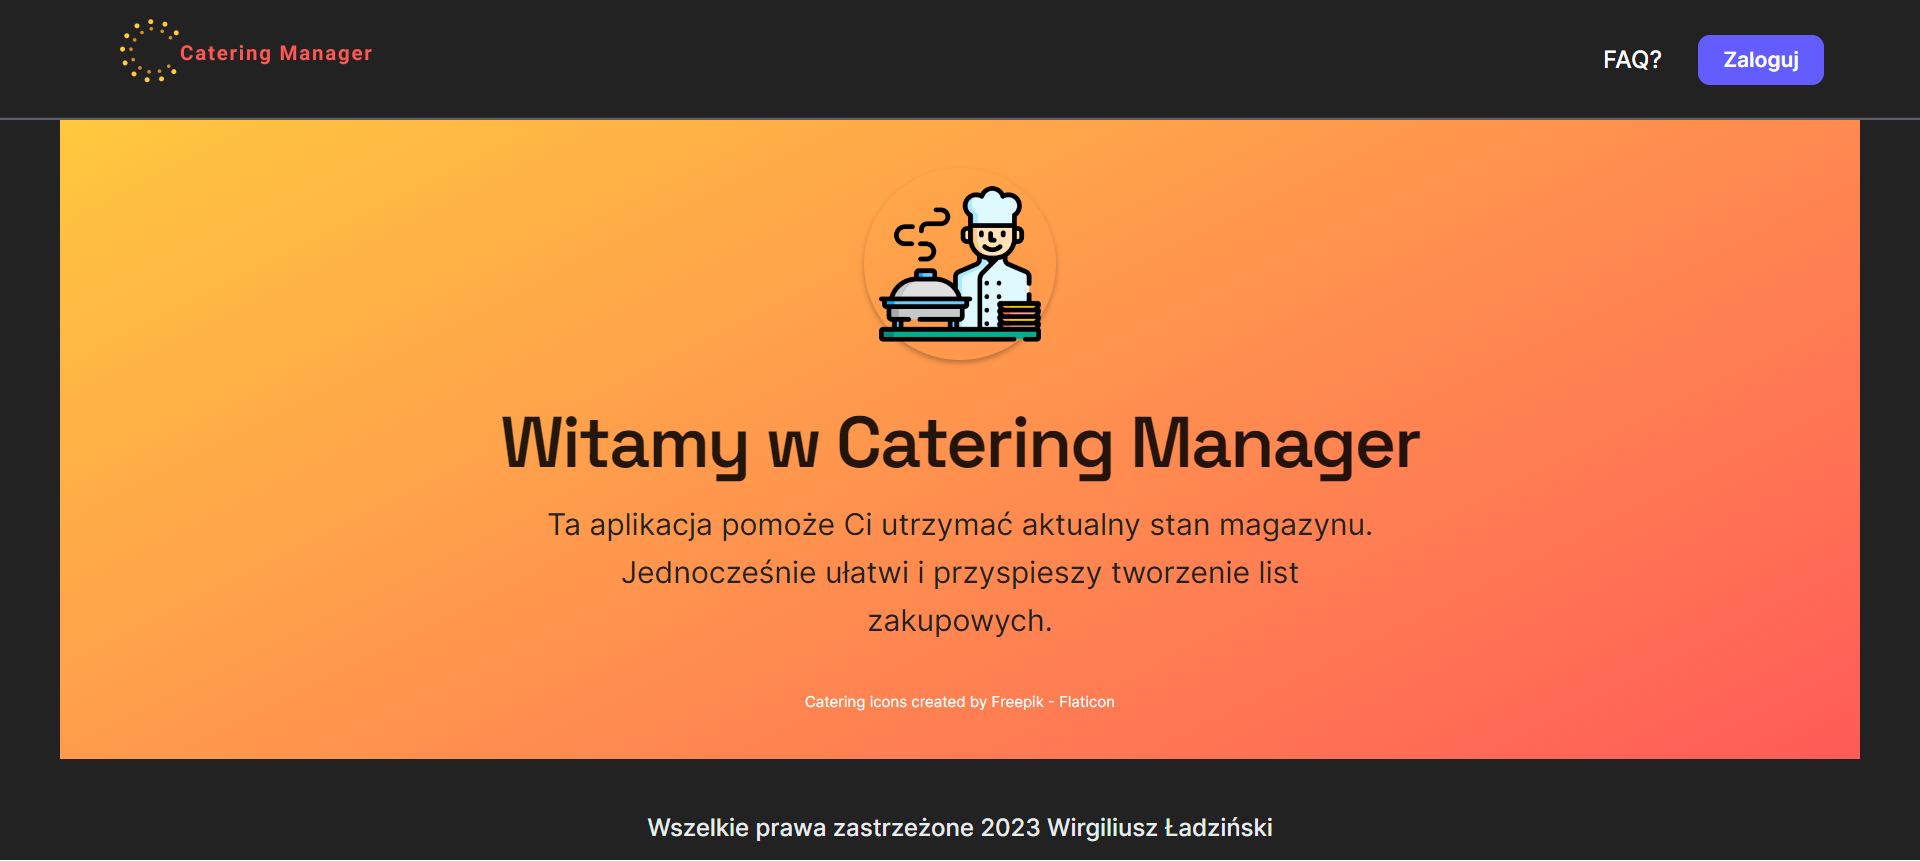 Catering Manager
FAQ?
Zaloguj
Witamy w Catering Manager
Ta aplikacja pomoże Ci utrzymać aktualny stan magazynu.
Jednocześnie ułatwi i przyspieszy tworzenie list
zakupowych.
Catering icons created by Freepik - Flaticon
Wszelkie prawa zastrzeżone 2023 Wirgiliusz Ładziński